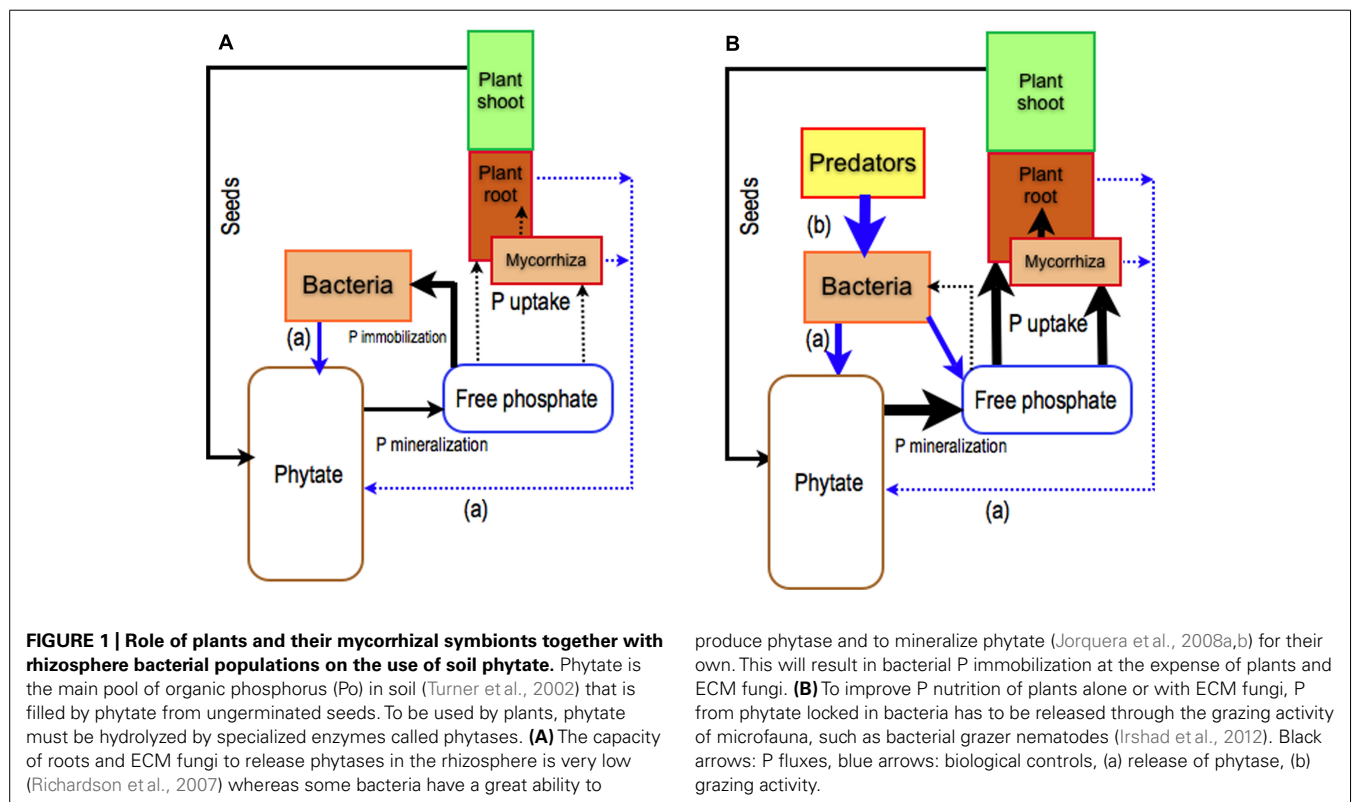 A
Plant
shoot
Plant
root
Mycorrhiza
Seeds
Bacteria
P uptake
(a)
P immobilization
Free phosphate
P mineralization
Phytate
(a)
B
Plant
shoot
Predators
Plant
root
(b)
Mycorrhiza
Seeds
Bacteria
P uptake
(a)
Free phosphate
P mineralization
Phytate
(a)
FIGURE 1 | Role of plants and their mycorrhizal symbionts together with
rhizosphere bacterial populations on the use of soil phytate. Phytate is
the main pool of organic phosphorus (Po) in soil (Turner et al., 2002) that is
filled by phytate from ungerminated seeds. To be used by plants, phytate
must be hydrolyzed by specialized enzymes called phytases. (A) The capacity
of roots and ECM fungi to release phytases in the rhizosphere is very low
(Richardson et al., 2007) whereas some bacteria have a great ability to
produce phytase and to mineralize phytate (Jorquera et al., 2008a,b) for their
own. This will result in bacterial P immobilization at the expense of plants and
ECM fungi. (B) To improve P nutrition of plants alone or with ECM fungi, P
from phytate locked in bacteria has to be released through the grazing activity
of microfauna, such as bacterial grazer nematodes (Irshad et al., 2012). Black
arrows: P fluxes, blue arrows: biological controls, (a) release of phytase, (b)
grazing activity.